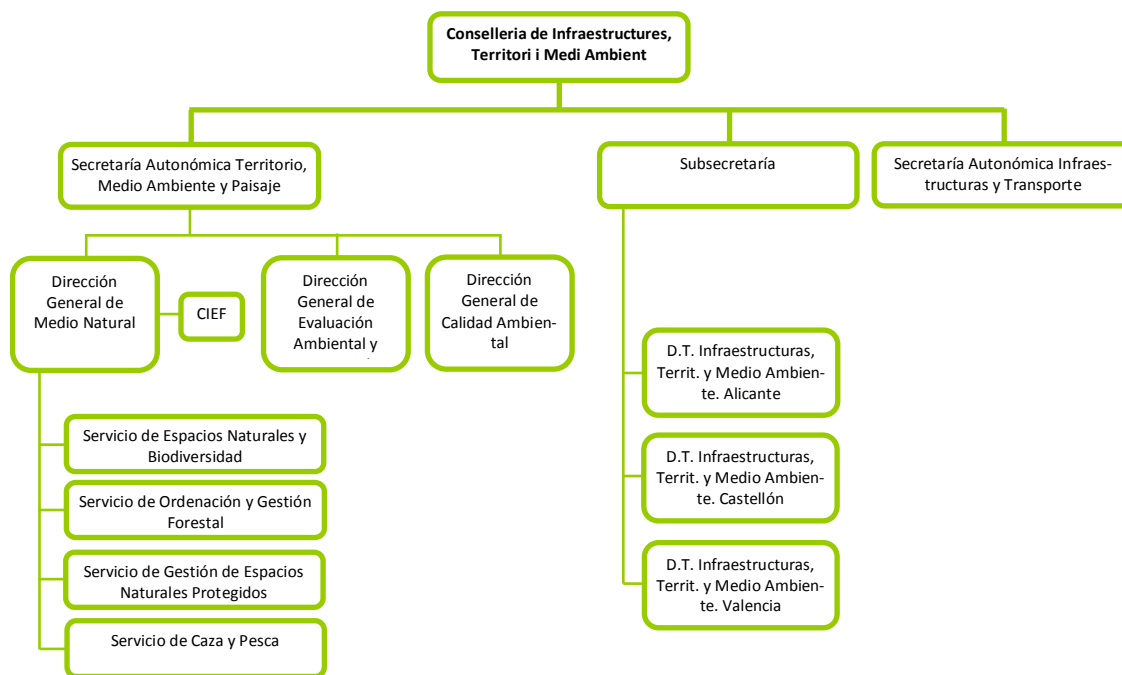 Conselleria de Infraestructures,
Territori i Medi Ambient
Secretaría Autonómica Territorio,
Medio Ambiente y Paisaje
Subsecretaría
Secretaría Autonómica Infraes-
tructuras y Transporte
Dirección
General de
Medio Natural
CIEF
Dirección
General de
Evaluación
Ambiental y
Dirección
General de
Calidad Ambien-
tal
D.T. Infraestructuras,
Territ. y Medio Ambien-
te. Alicante
Servicio de Espacios Naturales y
Biodiversidad
D.T. Infraestructuras,
Territ. y Medio Ambien-
te. Castellón
Servicio de Ordenación y Gestión
Forestal
Servicio de Gestión de Espacios
Naturales Protegidos
D.T. Infraestructuras,
Territ. y Medio Ambien-
te. Valencia
Servicio de Caza y Pesca